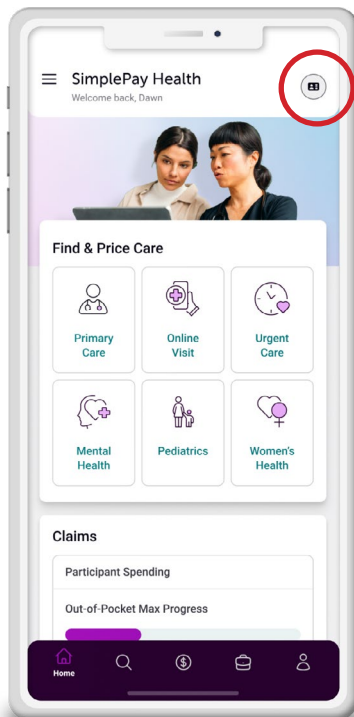 SimplePay Health
Welcome back, Dawn
Find & Price Care
Primary
Care
Online
Visit
Urgent
Care
Mental
Health
Pediatrics
Women's
Health
Claims
Participant Spending
Out-of-Pocket Max Progress
Home